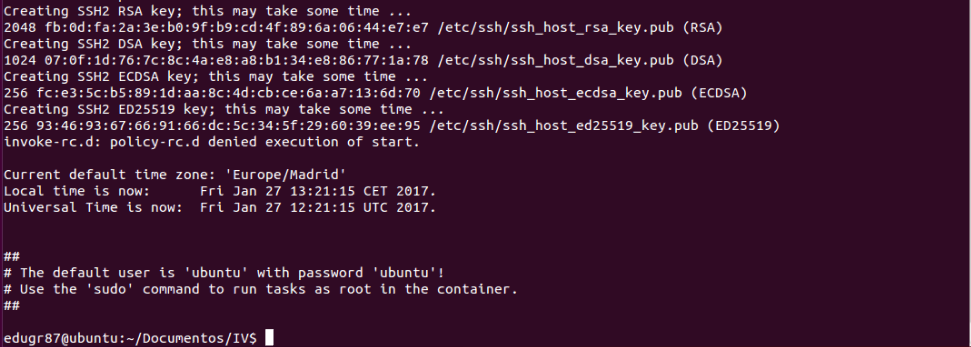 Creating SSH2 RSA key; this may take some time ...
2048 fb:0d:fa:2a:3e:b0:9f:b9:cd:4f:89:6a:06:44:e7:e7 /etc/ssh/ssh_host_rsa_key.pub (RSA)
Creating SSH2 DSA key; this may take some time ...
1024 07:0f:1d:76:7c:8c:4a:e8:a8:b1:34:e8:86:77:1a:78 /etc/ssh/ssh_host_dsa_key.pub (DSA)
Creating SSH2 ECDSA key; this may take some time ...
256 fc:e3:5c:b5:89:1d:aa:8c:4d:cb:ce:6a:a7:13:6d:70 /etc/ssh/ssh_host_ecdsa_key.pub (ECDSA)
Creating SSH2 ED25519 key; this may take some time ...
256 93:46:93:67:66:91:66:dc:5c:34:5f:29:60:39:ee:95 /etc/ssh/ssh_host_ed25519_key.pub (ED25519)
invoke-rc.d: policy-rc.d denied execution of start.
Current default time zone: 'Europe/Madrid'
Local time is now:      Fri Jan 27 13:21:15 CET 2017.
Universal Time is now:  Fri Jan 27 12:21:15 UTC 2017.
##
# The default user is 'ubuntu' with password 'ubuntu'!
# Use the 'sudo' command to run tasks as root in the container.
##
edugr87@ubuntu:~/Documentos/IV$